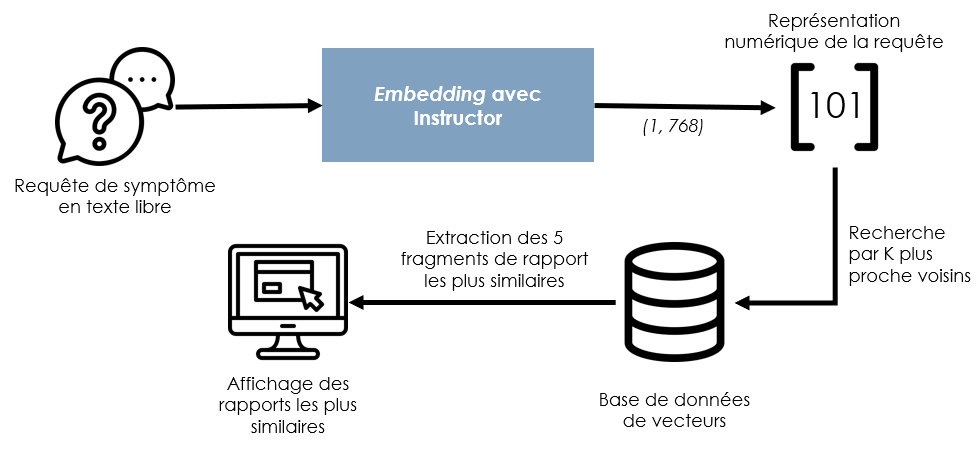 Requête de symptôme
en texte libre
Embedding avec
Instructor
(1, 768)
Représentation
numérique de la requête
101
Recherche
par K plus
proche voisins
Base de données
de vecteurs
Extraction des 5
fragments de rapport
les plus similaires
Affichage des
rapports les plus
similaires